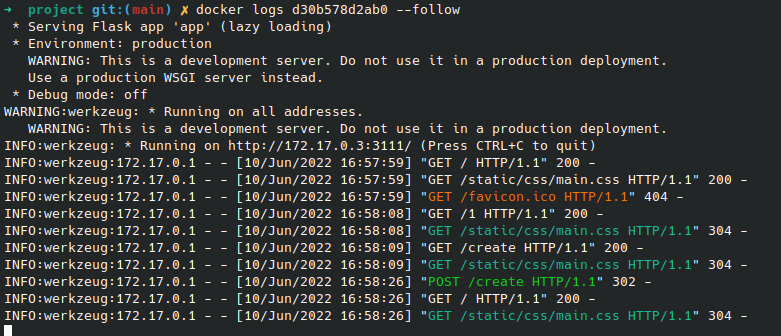 → project git:(main) ✗ docker logs d30b578d2ab0 --follow
* Serving Flask app 'app' (lazy loading)
* Environment: production
WARNING: This is a development server. Do not use it in a production deployment.
Use a production WSGI server instead.
* Debug mode: off
WARNING:werkzeug: * Running on all addresses.
WARNING: This is a development server. Do not use it in a production deployment.
INFO:werkzeug: * Running on http://172.17.0.3:3111/ (Press CTRL+C to quit)
INFO:werkzeug:172.17.0.1 - - [10/Jun/2022 16:57:59] "GET / HTTP/1.1" 200 -
INFO:werkzeug:172.17.0.1 - - [10/Jun/2022 16:57:59] "GET /static/css/main.css HTTP/1.1" 200 -
INFO:werkzeug:172.17.0.1 - - [10/Jun/2022 16:57:59] "GET /favicon.ico HTTP/1.1" 404 -
INFO:werkzeug:172.17.0.1 - - [10/Jun/2022 16:58:08] "GET /1 HTTP/1.1" 200 -
INFO:werkzeug:172.17.0.1 - - [10/Jun/2022 16:58:08] "GET /static/css/main.css HTTP/1.1" 304 -
INFO:werkzeug:172.17.0.1 - - [10/Jun/2022 16:58:09] "GET /create HTTP/1.1" 200 -
INFO:werkzeug:172.17.0.1 - - [10/Jun/2022 16:58:09] "GET /static/css/main.css HTTP/1.1" 304 -
INFO:werkzeug:172.17.0.1 - - [10/Jun/2022 16:58:26] "POST /create HTTP/1.1" 302 -
INFO:werkzeug:172.17.0.1 - - [10/Jun/2022 16:58:26] "GET / HTTP/1.1" 200 -
INFO:werkzeug:172.17.0.1 - - [10/Jun/2022 16:58:26] "GET /static/css/main.css HTTP/1.1" 304 -